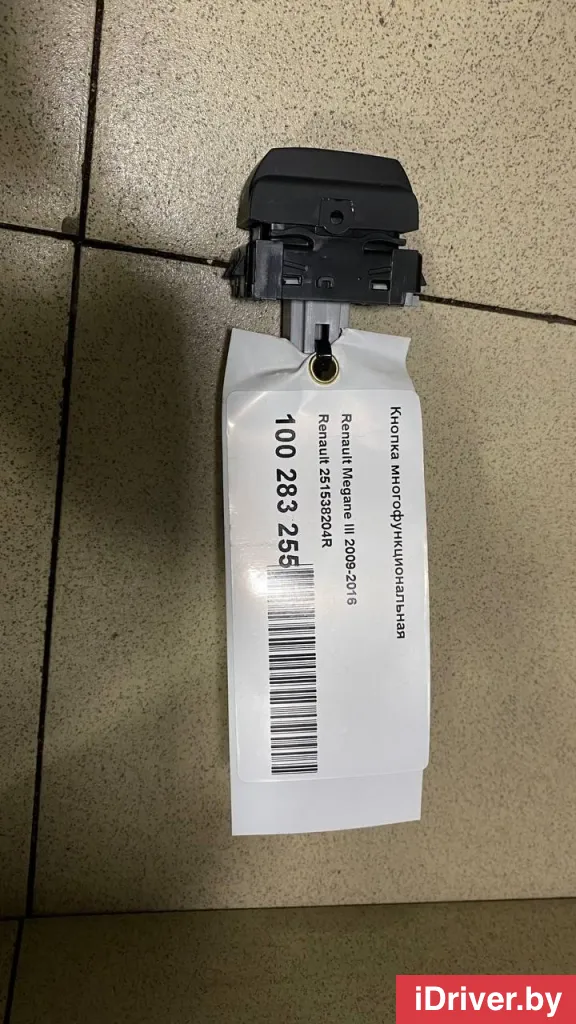 Кнопка многофункциональная
Renault Megane III 2009-2016
Renault 251538204R
100 283 255
iDriver.by